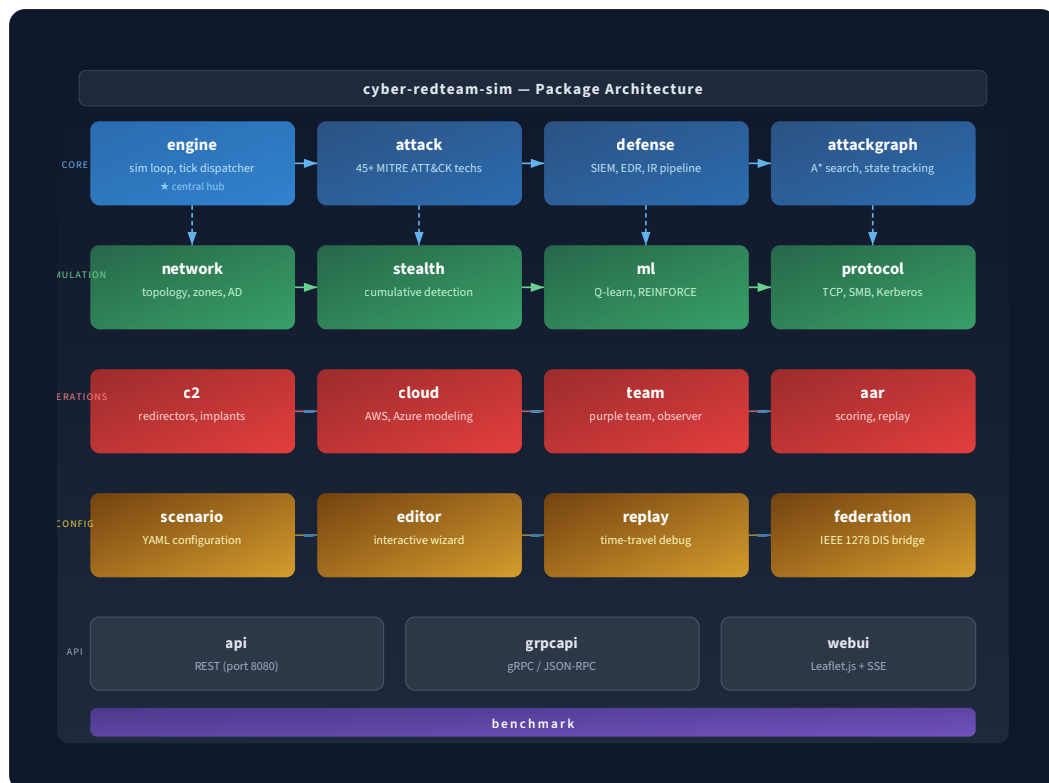 cyber-redteam-sim — Package Architecture
CORE
engine
sim loop, tick dispatcher
★ central hub
attack
45+ MITRE ATT&CK techs
defense
SIEM, EDR, IR pipeline
attackgraph
A* search, state tracking
MULATION
network
topology, zones, AD
stealth
cumulative detection
ml
Q-learn, REINFORCE
protocol
TCP, SMB, Kerberos
ERATIONS
c2
redirectors, implants
cloud
AWS, Azure modeling
team
purple team, observer
aar
scoring, replay
CONFIG
scenario
YAML configuration
editor
interactive wizard
replay
time-travel debug
federation
IEEE 1278 DIS bridge
API
api
REST (port 8080)
grpcapi
gRPC / JSON-RPC
webui
Leaflet.js + SSE
benchmark